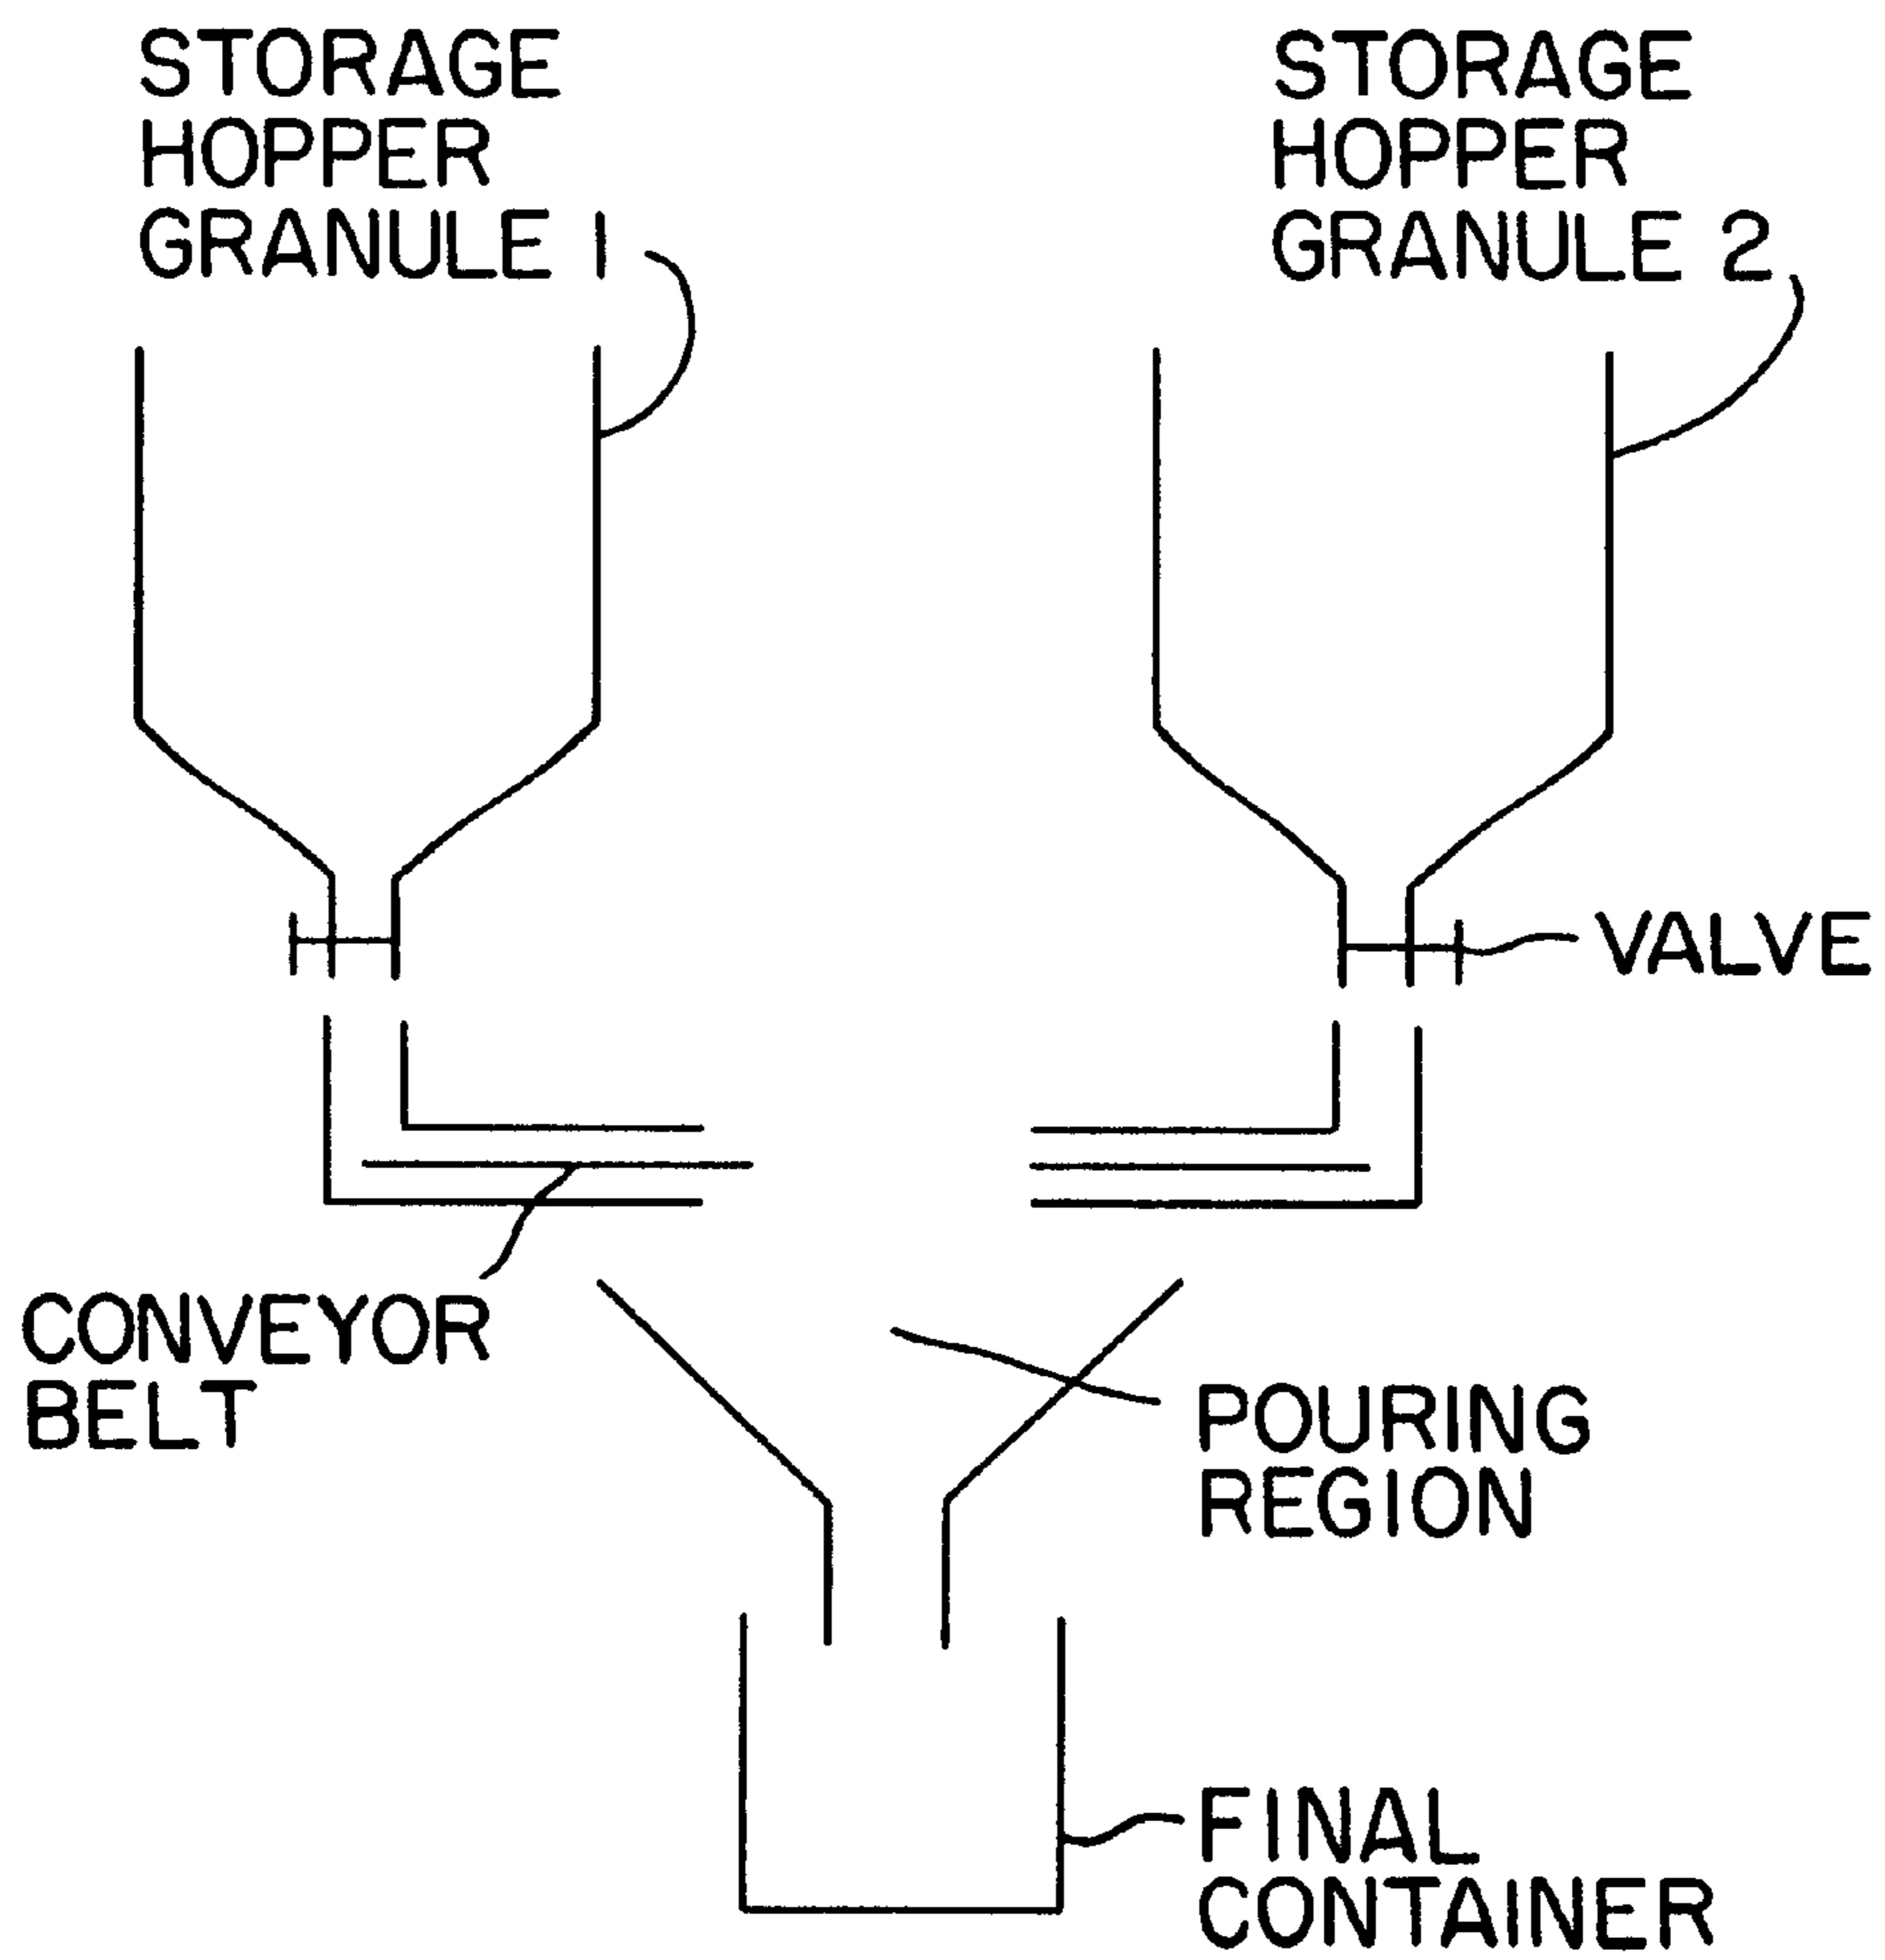 STORAGE
HOPPER
GRANULE 1
STORAGE
HOPPER
GRANULE 2
VALVE
CONVEYOR
BELT
POURING
REGION
FINAL
CONTAINER